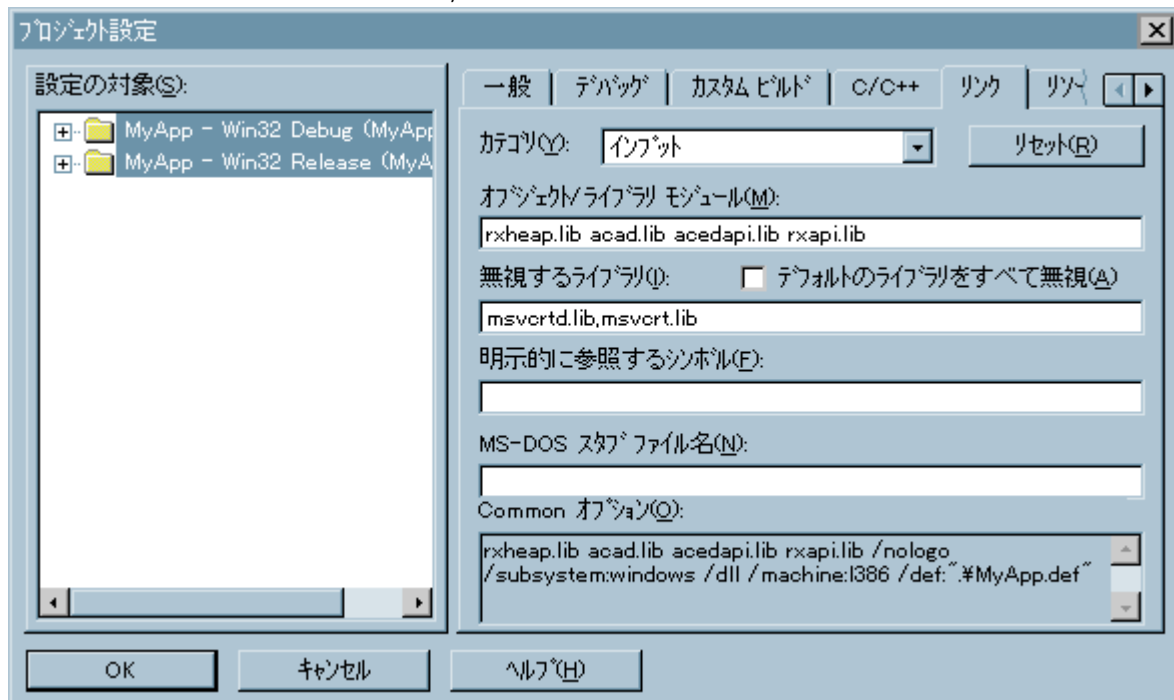 プロジェクト設定
設定の対象(S):
MyApp - Win32 Debug (MyApp
MyApp - Win32 Release (MyA
一般
デバッグ
カスタム ビルド
C/C++
リンク
リソー
カテゴリ(Y):
インプット
リセット(R)
オブジェクト/ライブラリ モジュール(M):
rxheap.lib acad.lib acedapi.lib rxapi.lib
無視するライブラリ(I):
デフォルトのライブラリをすべて無視(A)
msvcrtd.lib,msvcrt.lib
明示的に参照するシンボル(F):
MS-DOS スタブ ファイル名(N):
Common オプション(O):
rxheap.lib acad.lib acedapi.lib rxapi.lib /nologo
/subsystem:windows /dll /machine:I386 /def:".¥MyApp.def"
OK
キャンセル
ヘルプ(H)